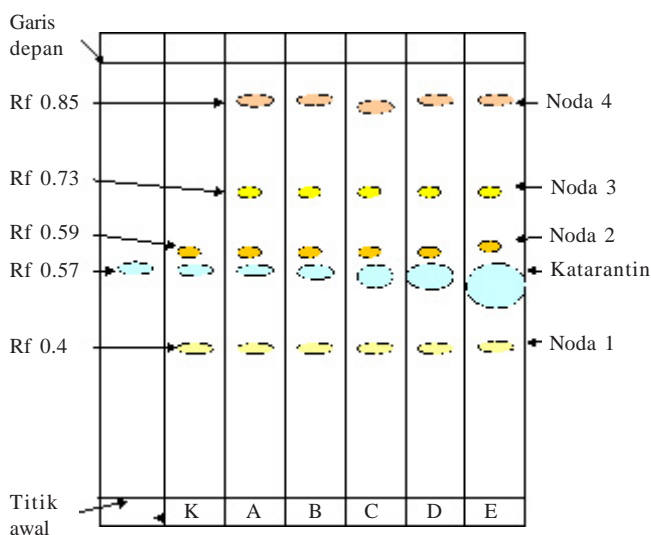 Garis
depan
Rf 0.85
Noda 4
Rf 0.73
Noda 3
Rf 0.59
Noda 2
Rf 0.57
Katarantin
Rf 0.4
Noda 1
Titik
awal
K A B C D E